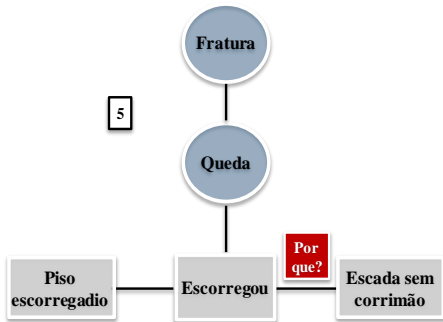 Fratura
5
Queda
Por
que?
Piso
escorregadio
Escorregou
Escada sem
corrimão